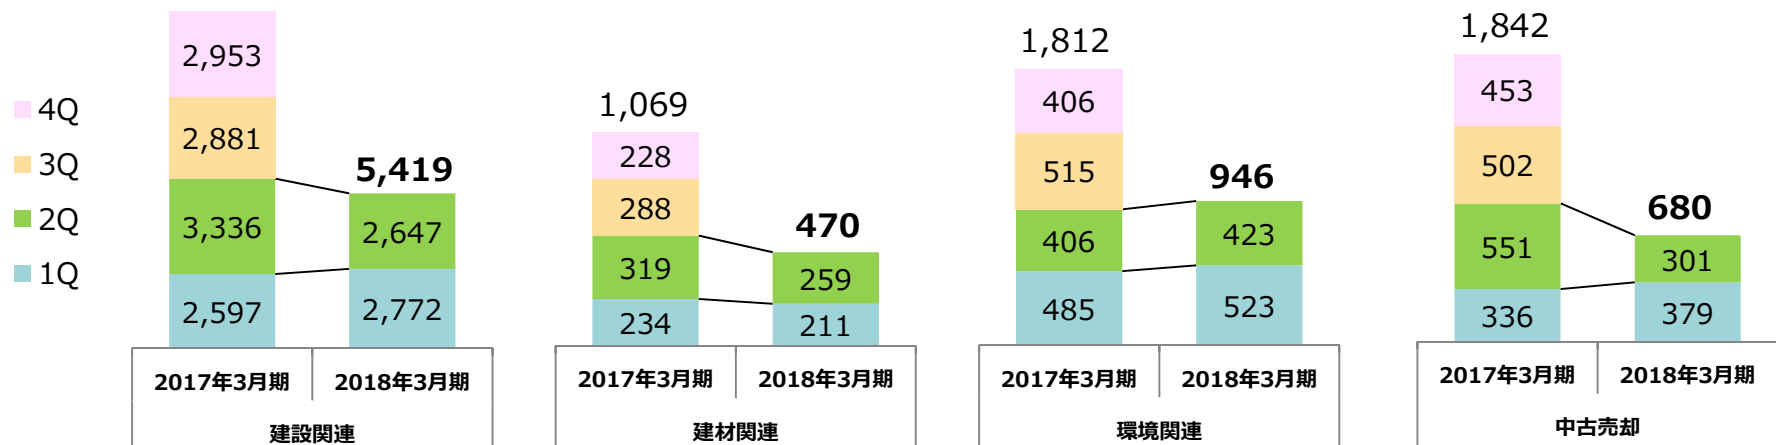 4Q
3Q
2Q
1Q
2,953
2,881
3,336
2,597
5,419
2,647
2,772
2017年3月期
2018年3月期
建設関連
1,069
228
288
319
234
470
259
211
2017年3月期
2018年3月期
建材関連
1,812
406
515
406
485
946
423
523
2017年3月期
2018年3月期
環境関連
1,842
453
502
551
336
680
301
379
2017年3月期
2018年3月期
中古売却